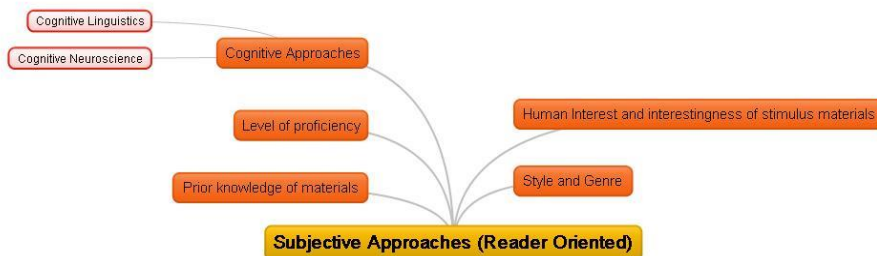 Cognitive Linguistics
Cognitive Neuroscience
Cognitive Approaches
Level of proficiency
Prior knowledge of materials
Human Interest and interestingness of stimulus materials
Style and Genre
Subjective Approaches (Reader Oriented)